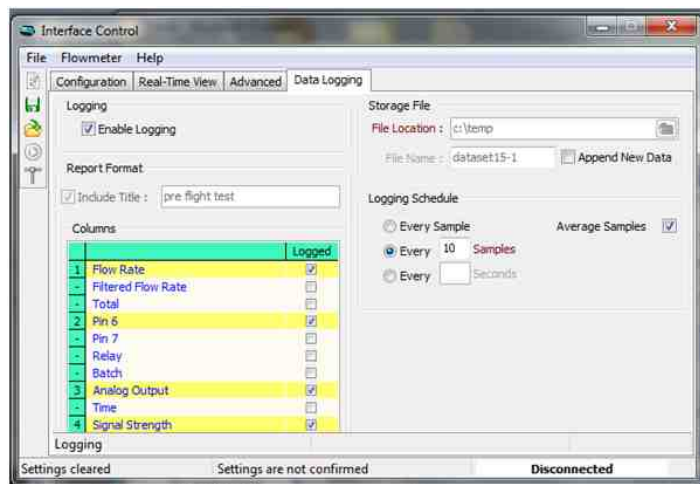 Interface Control
File Flowmeter Help
Configuration Real-Time View Advanced Data Logging
Logging
Enable Logging
Report Format
Include Title : pre flight test
Columns
Logged
1 Flow Rate
- Filtered Flow Rate
- Total
2 Pin 6
- Pin 7
- Relay
- Batch
3 Analog Output
- Time
4 Signal Strength
Storage File
File Location : c:\temp
File Name : dataset15-1 Append New Data
Logging Schedule
Every Sample Average Samples
Every 10 Samples
Every Seconds
Logging
Settings cleared Settings are not confirmed Disconnected